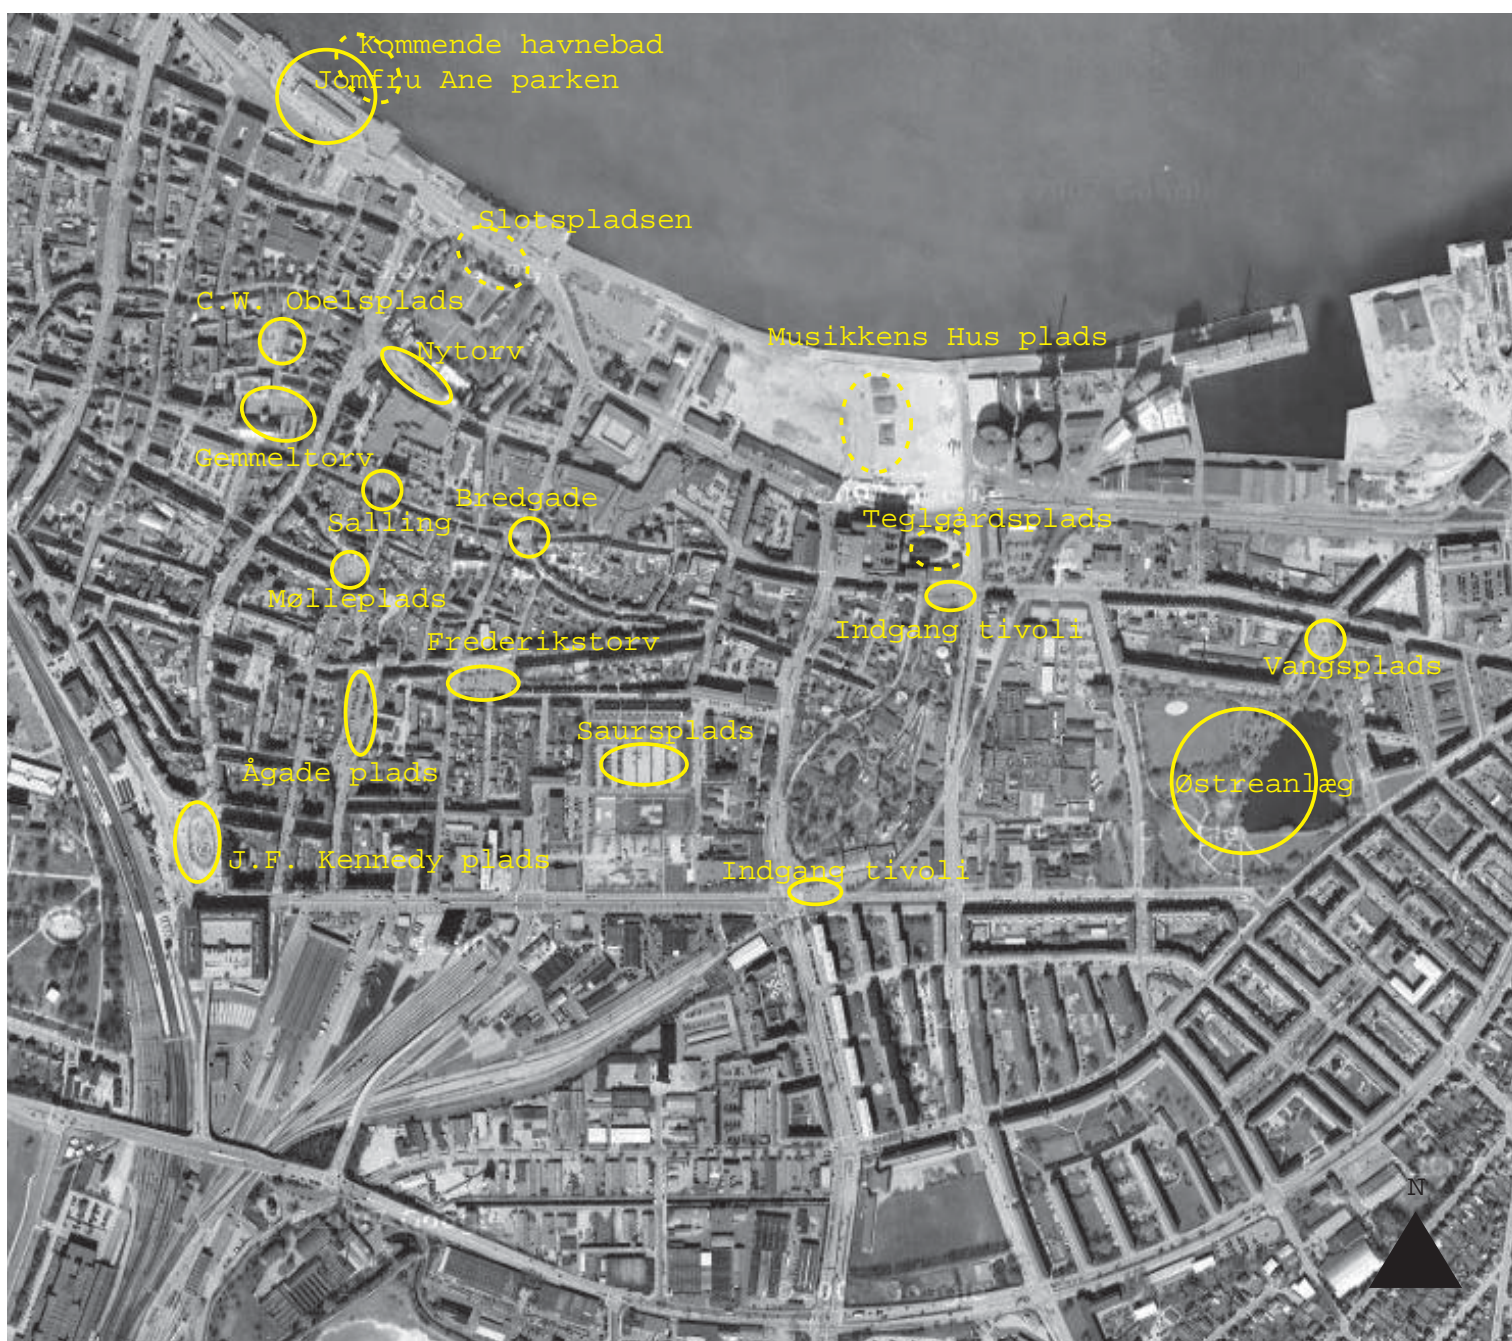 Kommende havnebad
Jomfru Ane parken
Slotspladsen
C.W. Obelsplads
Musikkens Hus plads
Nytorv
Gemmeltorv
Bredgade
Salling
Teglgårdsplads
Mølleplads
Indgang tivoli
Frederikstorv
Vangsplads
Saursplads
Ågade plads
Østreanlæg
J.F. Kennedy plads
Indgang tivoli
N